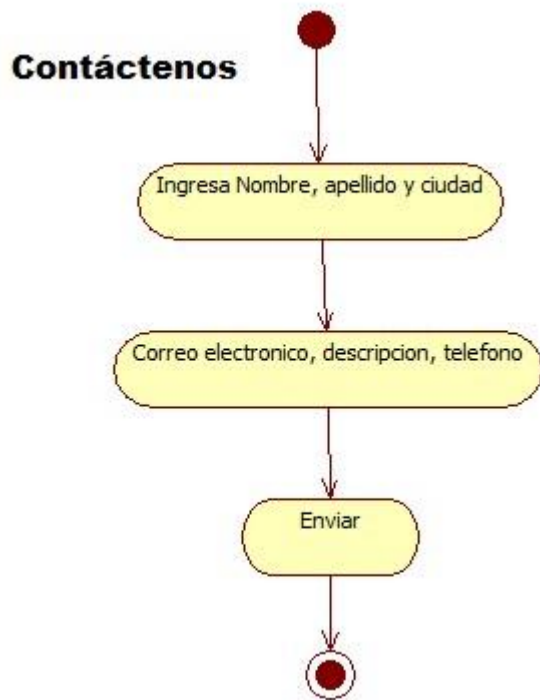 Contáctenos
Ingresa Nombre, apellido y ciudad
Correo electronico, descripcion, telefono
Enviar